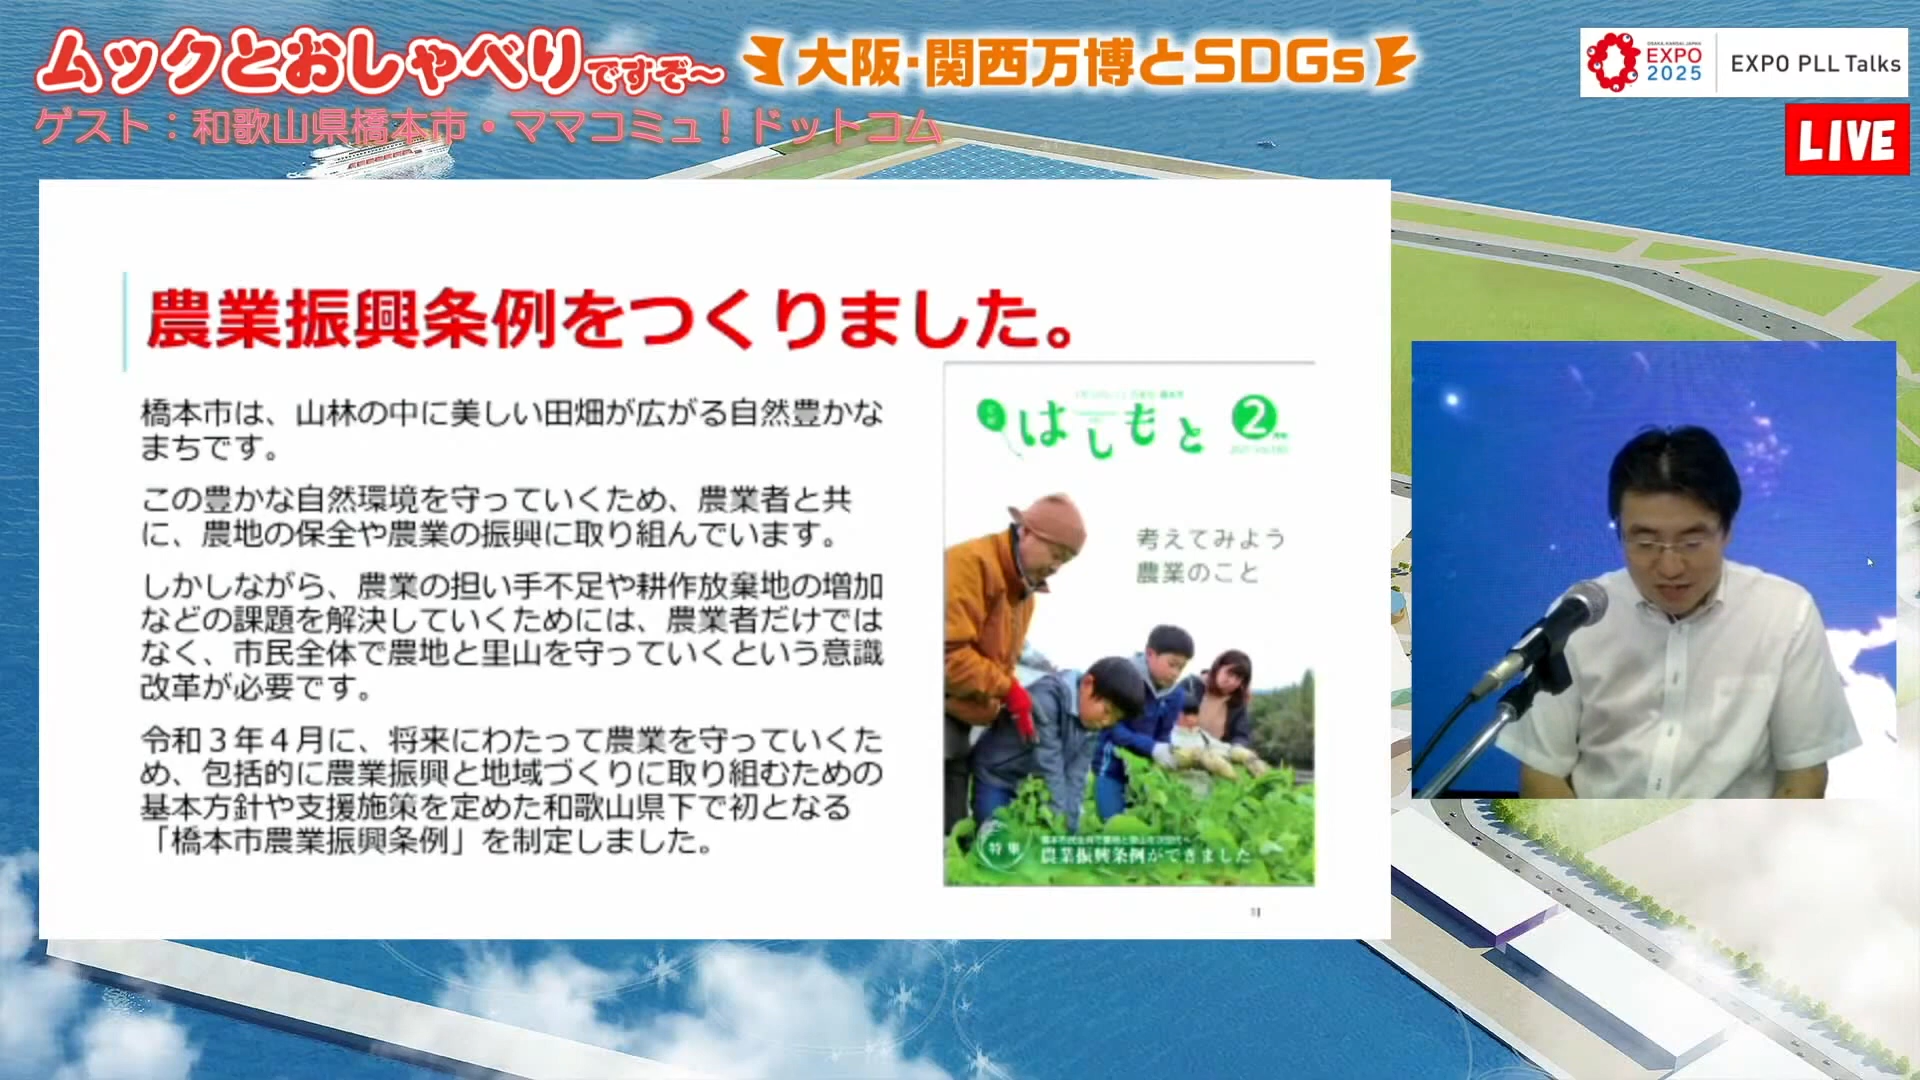 ムックとおしゃべりですぞ～
大阪・関西万博とSDGs
ゲスト：和歌山県橋本市・ママコミュ！ドットコム
OSAKA, KANSAI, JAPAN
EXPO
2025
EXPO PLL Talks
LIVE
農業振興条例をつくりました。
橋本市は、山林の中に美しい田畑が広がる自然豊かな
まちです。
この豊かな自然環境を守っていくため、農業者と共
に、農地の保全や農業の振興に取り組んでいます。
しかしながら、農業の担い手不足や耕作放棄地の増加
などの課題を解決していくためには、農業者だけでは
なく、市民全体で農地と里山を守っていくという意識
改革が必要です。
令和３年４月に、将来にわたって農業を守っていくた
め、包括的に農業振興と地域づくりに取り組むための
基本方針や支援施策を定めた和歌山県下で初となる
「橋本市農業振興条例」を制定しました。
はしもと
2
考えてみよう
農業のこと
特集
農業振興条例ができました
11